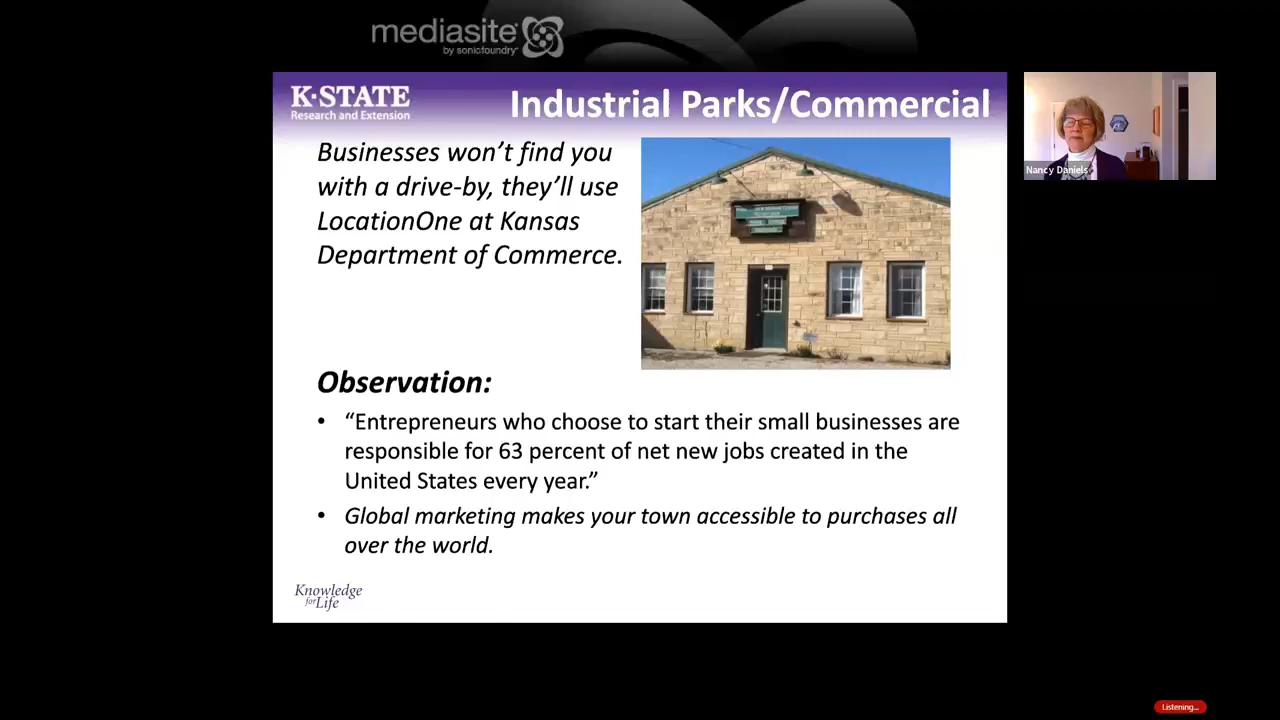 mediasite
by sonicfoundry
K·STATE
Research and Extension
Industrial Parks/Commercial
Businesses won't find you
with a drive-by, they'll use
LocationOne at Kansas
Department of Commerce.
Nancy Daniels
Observation:
• “Entrepreneurs who choose to start their small businesses are
responsible for 63 percent of net new jobs created in the
United States every year.”
• Global marketing makes your town accessible to purchases all
over the world.
Knowledge
for Life
Listening...